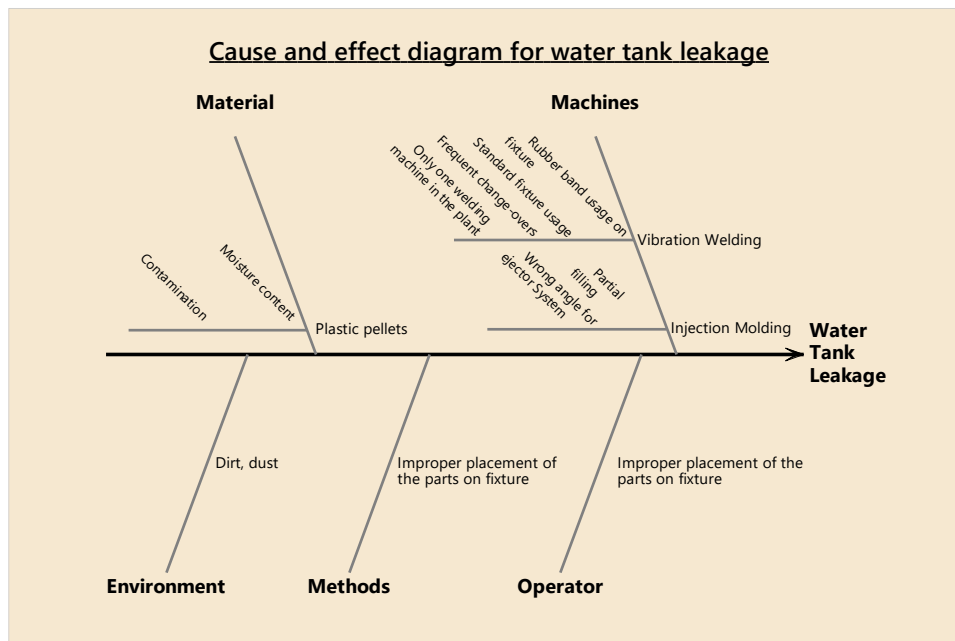 Cause and effect diagram for water tank leakage
Material
Machines
Contamination
Moisture content
Plastic pellets
Only one welding
machine in the plant
Frequent change-overs
Standard fixture usage
Rubber band usage on
fixture
Vibration Welding
Wrong angle for
ejector System
Partial
filling
Injection Molding
Water
Tank
Leakage
Dirt, dust
Improper placement of
the parts on fixture
Improper placement of the
parts on fixture
Environment
Methods
Operator